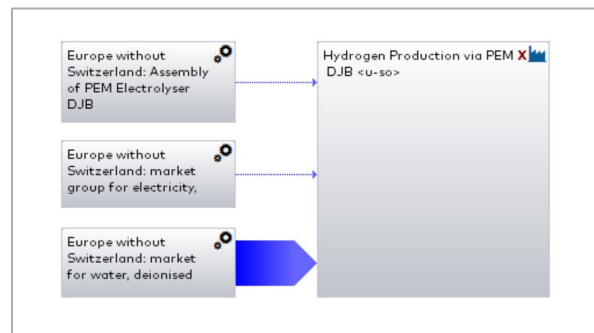 Europe without
Switzerland: Assembly
of PEM Electrolyser
DJB
Hydrogen Production via PEM X
DJB <u-so>
Europe without
Switzerland: market
group for electricity,
Europe without
Switzerland: market
for water, deionised